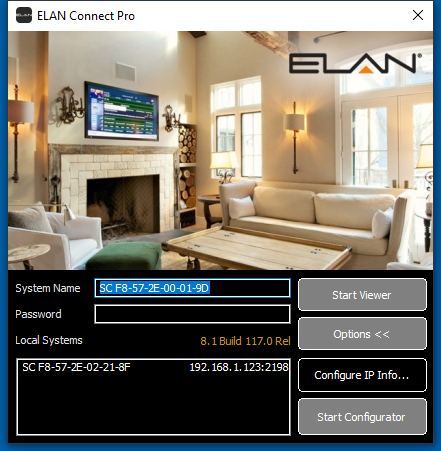 ELAN Connect Pro
ELAN®
System Name SC F8-57-2E-00-01-9D Start Viewer
Password Options <<
Local Systems 8.1 Build 117.0 Rel
SC F8-57-2E-02-21-8F 192.168.1.123:2198 Configure IP Info...
Start Configurator